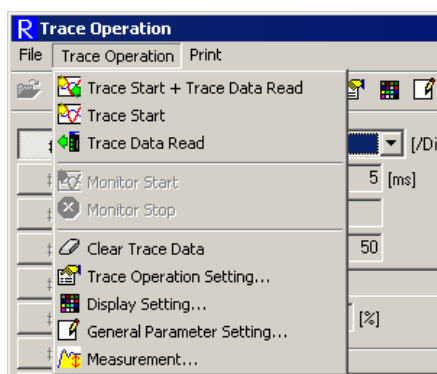 R Trace Operation
File Trace Operation Print
Trace Start + Trace Data Read
Trace Start
Trace Data Read
[/Di
Monitor Start
5 [ms]
Monitor Stop
Clear Trace Data
50
Trace Operation Setting...
Display Setting...
[%]
General Parameter Setting...
Measurement...